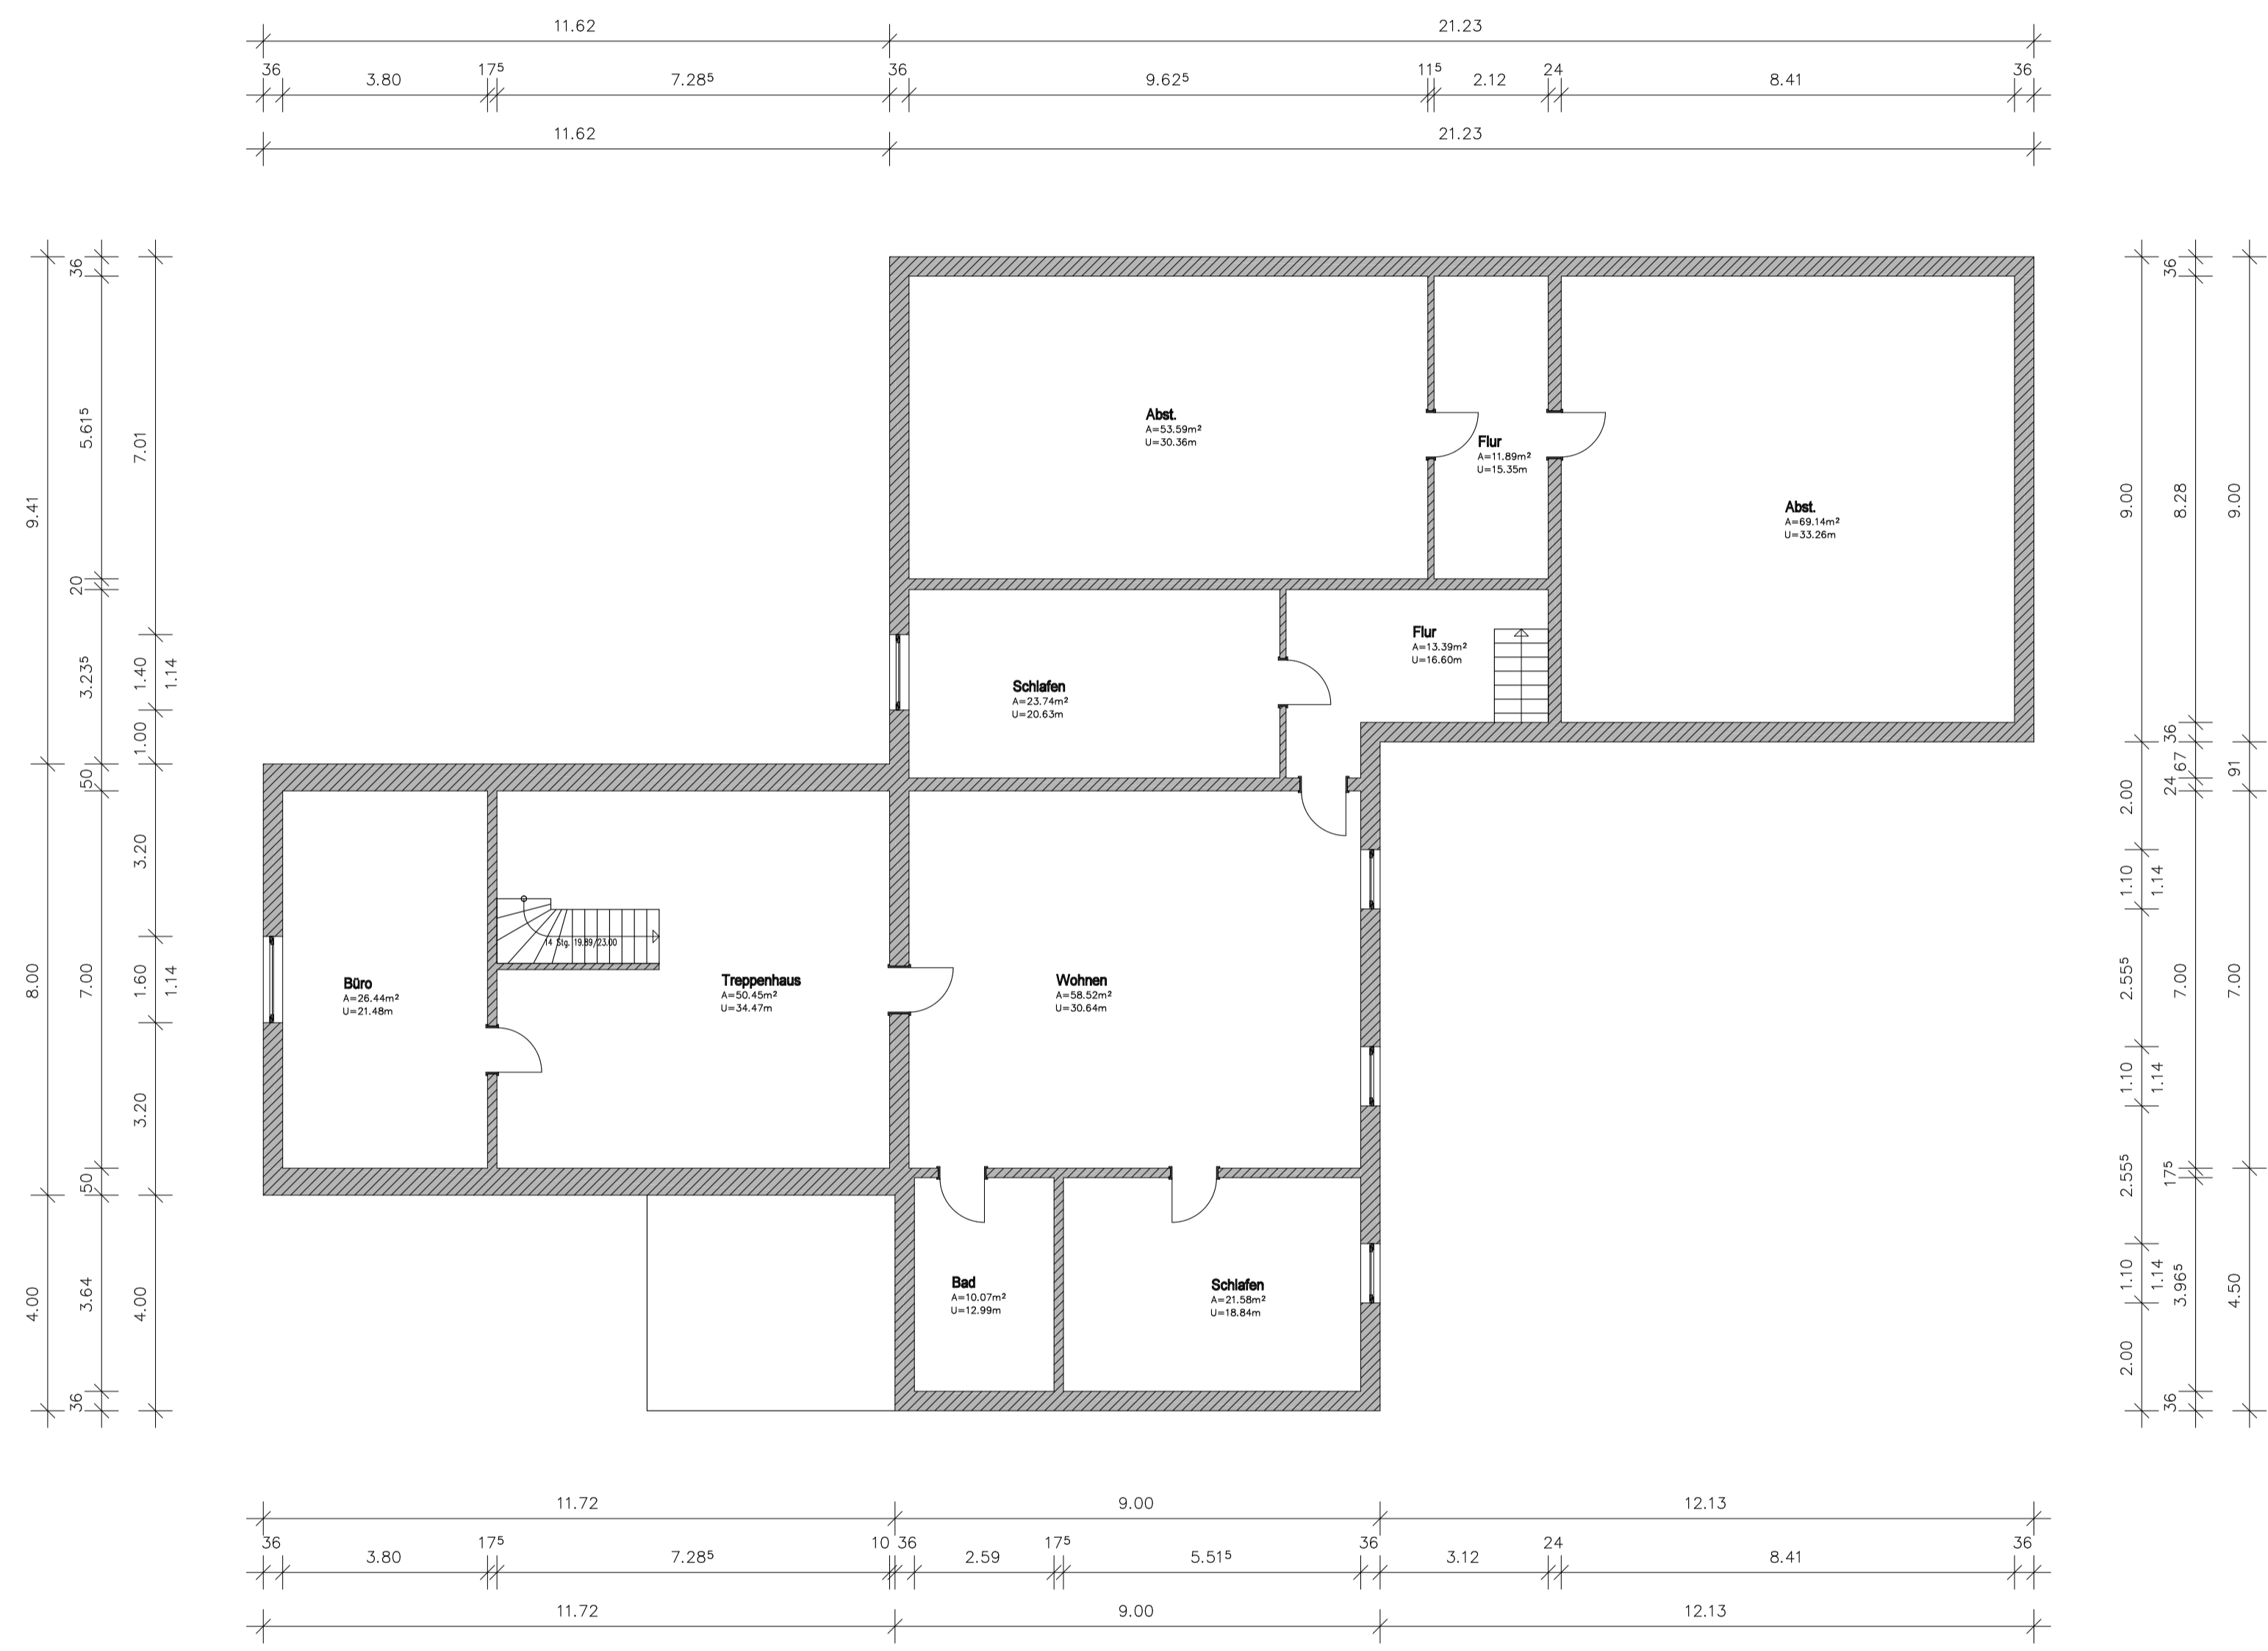 11.62
21.23
36
3.80
17⁵
7.28⁵
36
9.62⁵
11⁵
2.12
24
8.41
36
11.62
21.23
9.41
8.00
4.00
36
5.61⁵
20
3.23⁵
50
7.00
50
3.64
36
7.01
1.40
1.14
1.00
3.20
1.60
1.14
3.20
4.00
Abst.
A=53.59m²
U=30.36m
Flur
A=11.89m²
U=15.35m
Abst.
A=69.14m²
U=33.26m
Schlafen
A=23.74m²
U=20.63m
Flur
A=13.39m²
U=16.60m
14 Stg. 19.89/23.00
Büro
A=26.44m²
U=21.48m
Treppenhaus
A=50.45m²
U=34.47m
Wohnen
A=58.52m²
U=30.64m
Bad
A=10.07m²
U=12.99m
Schlafen
A=21.58m²
U=18.84m
9.00
2.00
1.10
1.14
2.55⁵
1.10
1.14
2.55⁵
1.10
1.14
2.00
36
8.28
36
67
24
7.00
17⁵
3.96⁵
36
9.00
91
7.00
4.50
11.72
9.00
12.13
36
3.80
17⁵
7.28⁵
10
36
2.59
17⁵
5.51⁵
36
3.12
24
8.41
36
11.72
9.00
12.13